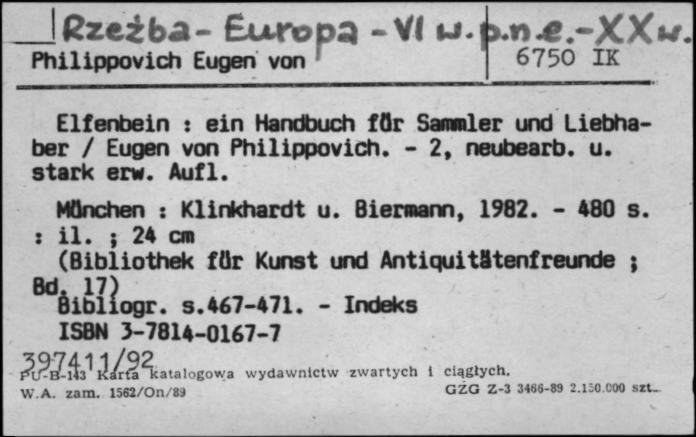 Rzeźba - Europa - VI w. p.n.e. - XX w.
Philippovich Eugen von
6750 IK
Elfenbein : ein Handbuch für Sammler und Liebha-
ber / Eugen von Philippovich. - 2, neubearb. u.
stark erw. Aufl.
München : Klinkhardt u. Biermann, 1982. - 480 s.
: il. ; 24 cm
(Bibliothek für Kunst und Antiquitätenfreunde ;
Bd. 17)
Bibliogr. s.467-471. - Indeks
ISBN 3-7814-0167-7
397411/92
PU-B-143 Karta katalogowa wydawnictw zwartych i ciągłych.
W.A. zam. 1562/On/89
GZG Z-3 3466-89 2.150.000 szt.